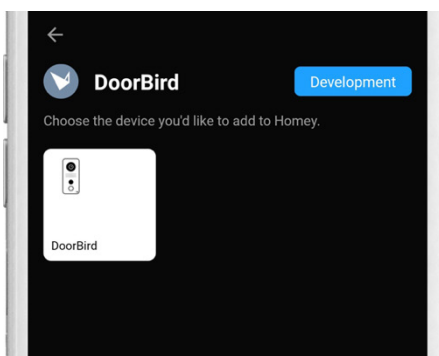 DoorBird
Development
Choose the device you'd like to add to Homey.
DoorBird